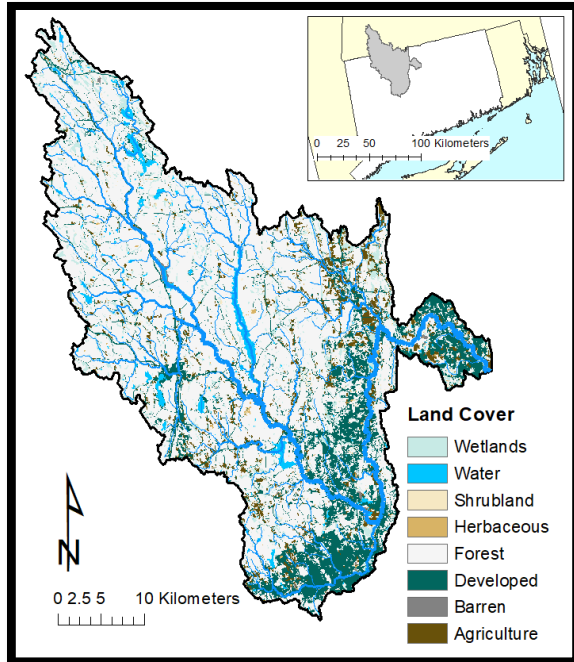 0 25 50 100 Kilometers
Land Cover
Wetlands
Water
Shrubland
Herbaceous
Forest
Developed
Barren
Agriculture
N
0 2.5 5 10 Kilometers